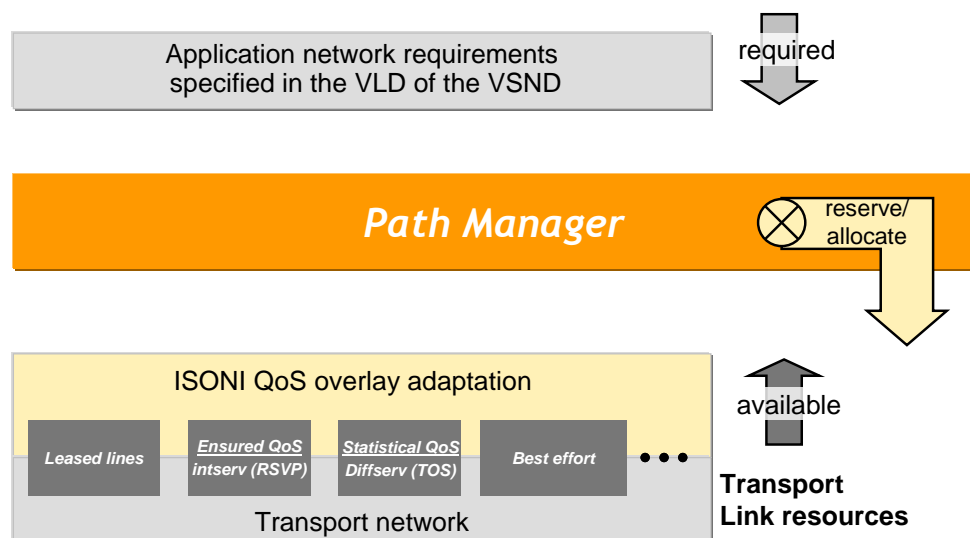 Application network requirements
specified in the VLD of the VSND
required
Path Manager
reserve/
allocate
ISONI QoS overlay adaptation
available
Leased lines
Ensured QoS
intserv (RSVP)
Statistical QoS
Diffserv (TOS)
Best effort
Transport network
Transport
Link resources